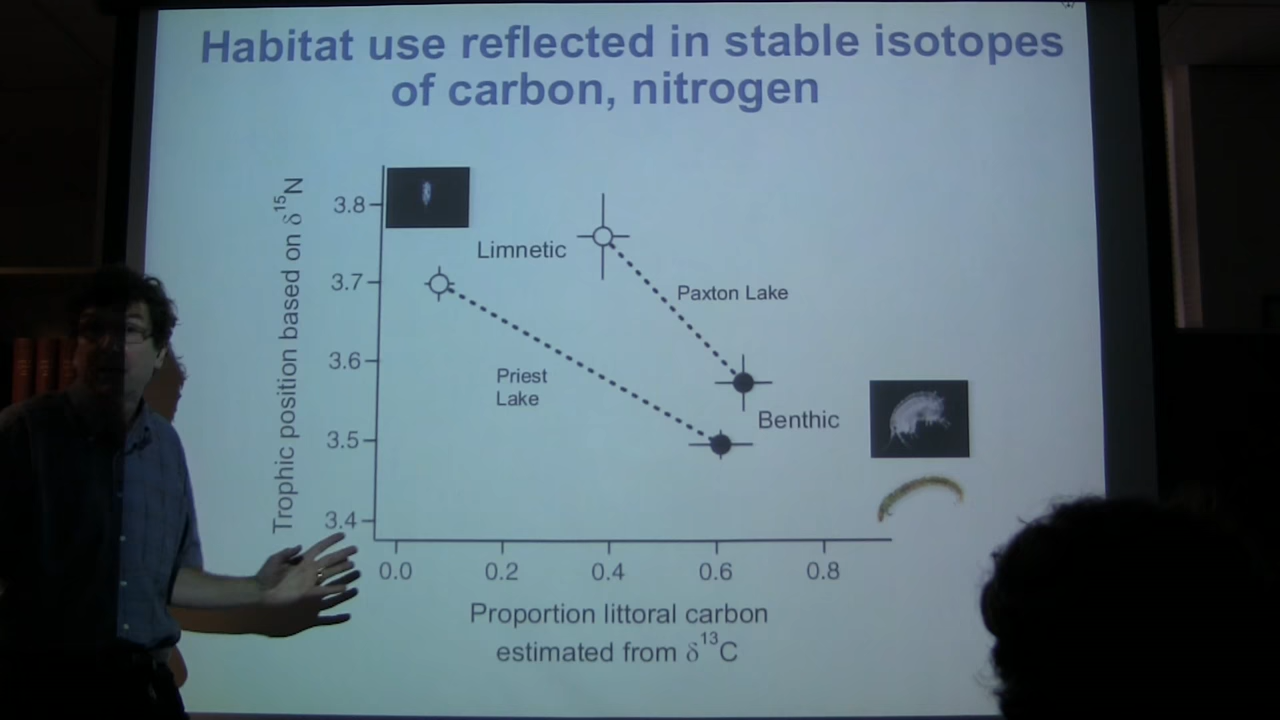 Habitat use reflected in stable isotopes
of carbon, nitrogen
Trophic position based on δ¹⁵N
3.8
3.7
3.6
3.5
3.4
Limnetic
Paxton Lake
Priest
Lake
Benthic
0.0 0.2 0.4 0.6 0.8
Proportion littoral carbon
estimated from δ¹³C